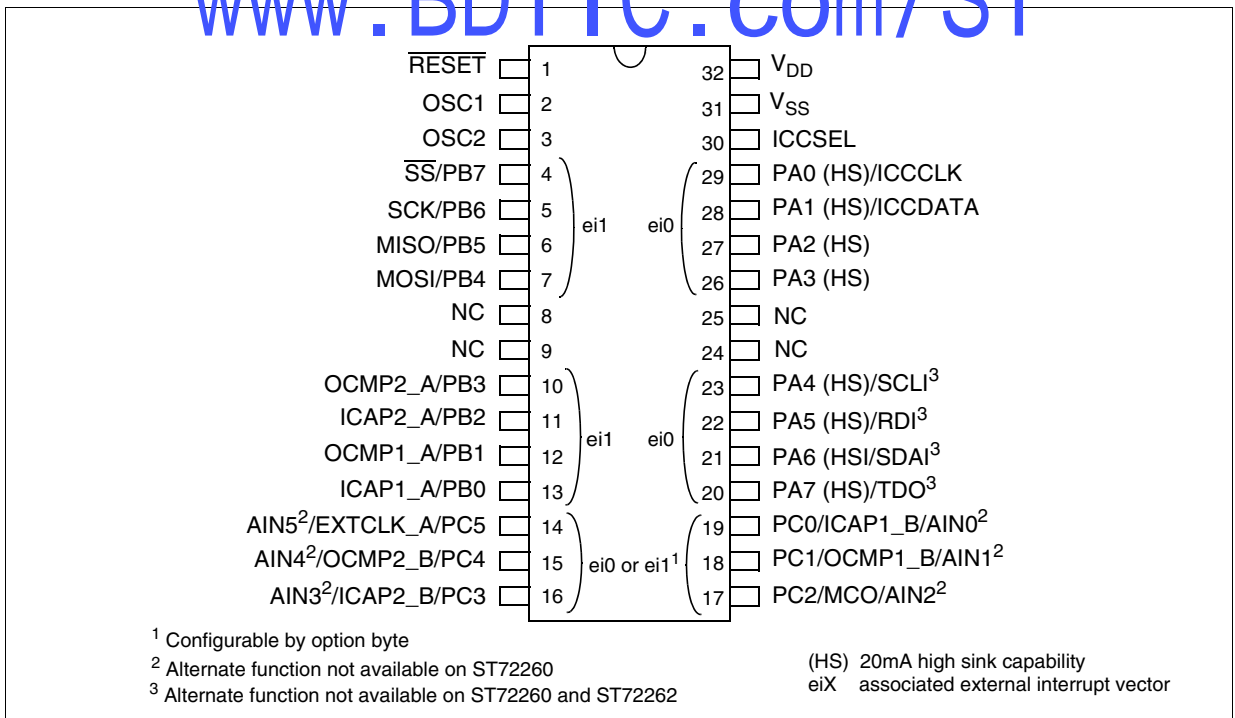 www.BDTIC.com/ST
RESET 1 32 VDD
OSC1 2 31 VSS
OSC2 3 30 ICCSEL
SS/PB7 4 29 PA0 (HS)/ICCCLK
SCK/PB6 5 28 PA1 (HS)/ICCDATA
ei1 ei0
MISO/PB5 6 27 PA2 (HS)
MOSI/PB4 7 26 PA3 (HS)
NC 8 25 NC
NC 9 24 NC
OCMP2_A/PB3 10 23 PA4 (HS)/SCLI3
ICAP2_A/PB2 11 22 PA5 (HS)/RDI3
ei1 ei0
OCMP1_A/PB1 12 21 PA6 (HSI/SDAI3
ICAP1_A/PB0 13 20 PA7 (HS)/TDO3
AIN52/EXTCLK_A/PC5 14 19 PC0/ICAP1_B/AIN02
AIN42/OCMP2_B/PC4 15 ei0 or ei11 18 PC1/OCMP1_B/AIN12
AIN32/ICAP2_B/PC3 16 17 PC2/MCO/AIN22
1 Configurable by option byte
2 Alternate function not available on ST72260
3 Alternate function not available on ST72260 and ST72262
(HS) 20mA high sink capability
eiX associated external interrupt vector